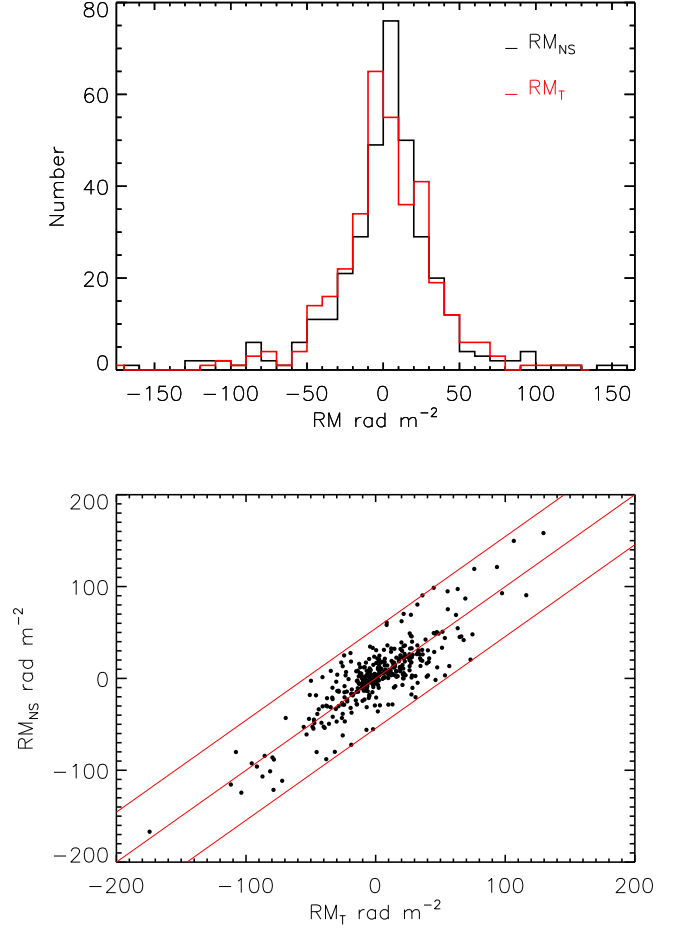 80
60
40
20
0
Number
RM_NS
RM_T
−150 −100 −50 0 50 100 150
RM rad m^−2
200
100
0
−100
−200
RM_NS rad m^−2
−200 −100 0 100 200
RM_T rad m^−2